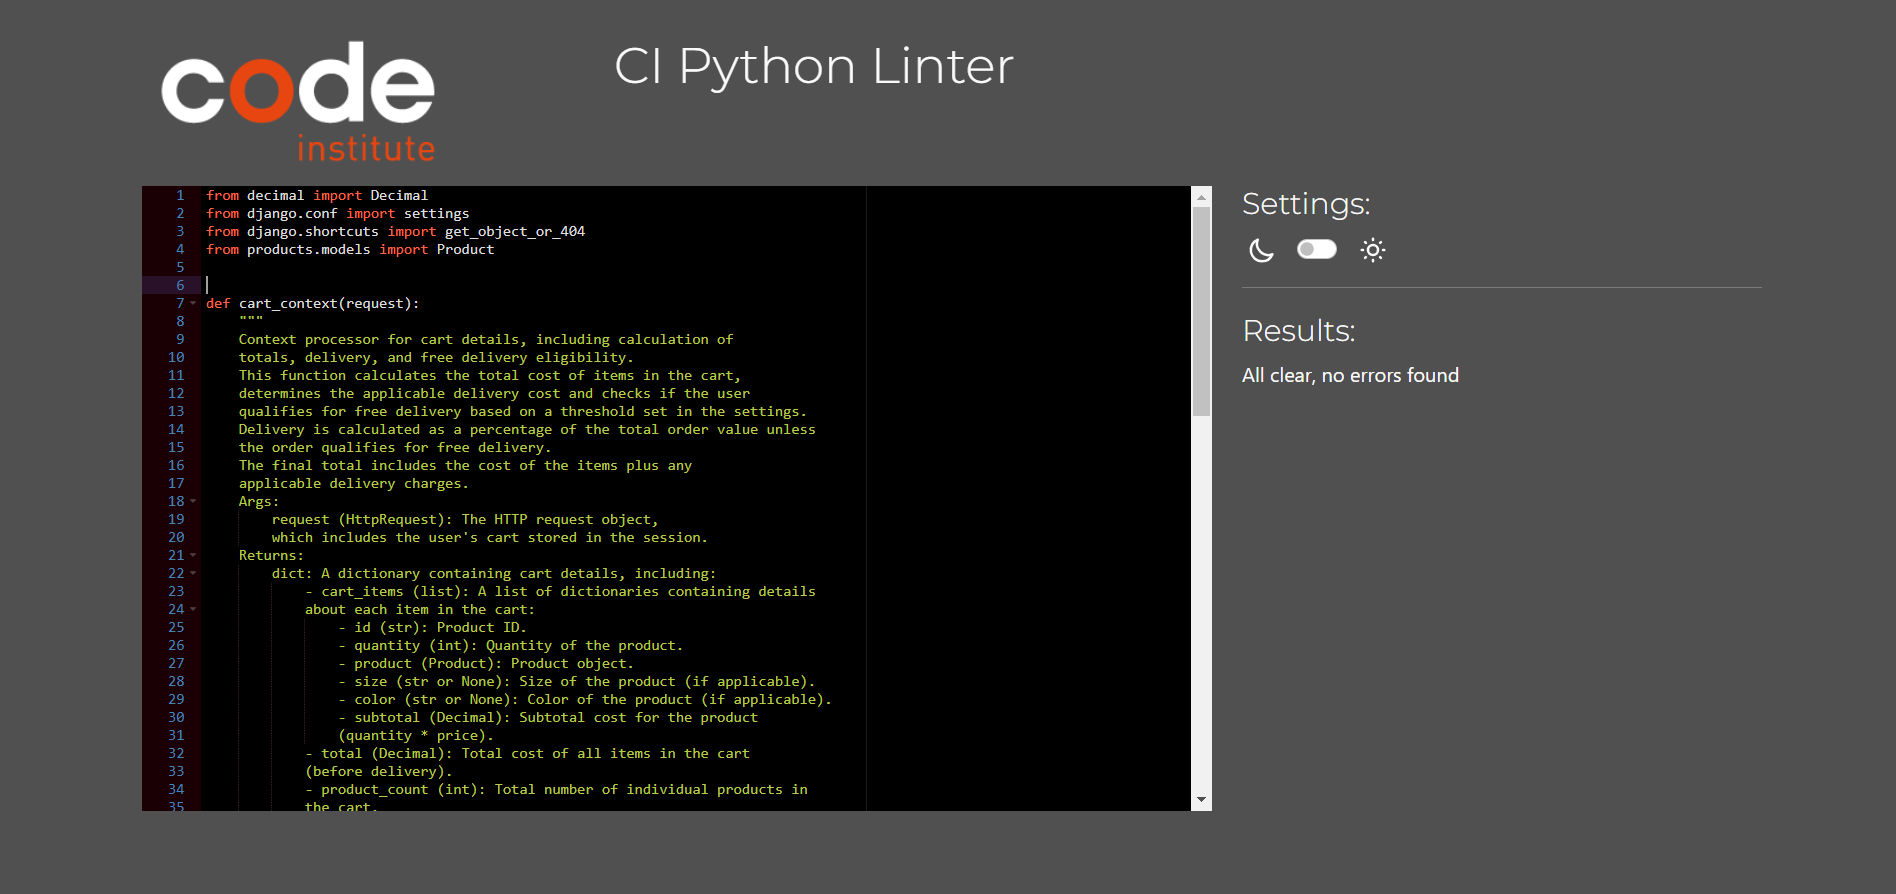 code
institute
CI Python Linter
1 from decimal import Decimal
2 from django.conf import settings
3 from django.shortcuts import get_object_or_404
4 from products.models import Product
5
6
7 def cart_context(request):
8     """
9     Context processor for cart details, including calculation of
10     totals, delivery, and free delivery eligibility.
11     This function calculates the total cost of items in the cart,
12     determines the applicable delivery cost and checks if the user
13     qualifies for free delivery based on a threshold set in the settings.
14     Delivery is calculated as a percentage of the total order value unless
15     the order qualifies for free delivery.
16     The final total includes the cost of the items plus any
17     applicable delivery charges.
18     Args:
19         request (HttpRequest): The HTTP request object,
20         which includes the user's cart stored in the session.
21     Returns:
22         dict: A dictionary containing cart details, including:
23             - cart_items (list): A list of dictionaries containing details
24             about each item in the cart:
25                 - id (str): Product ID.
26                 - quantity (int): Quantity of the product.
27                 - product (Product): Product object.
28                 - size (str or None): Size of the product (if applicable).
29                 - color (str or None): Color of the product (if applicable).
30                 - subtotal (Decimal): Subtotal cost for the product
31                 (quantity * price).
32             - total (Decimal): Total cost of all items in the cart
33             (before delivery).
34             - product_count (int): Total number of individual products in
35             the cart.
Settings:
Results:
All clear, no errors found